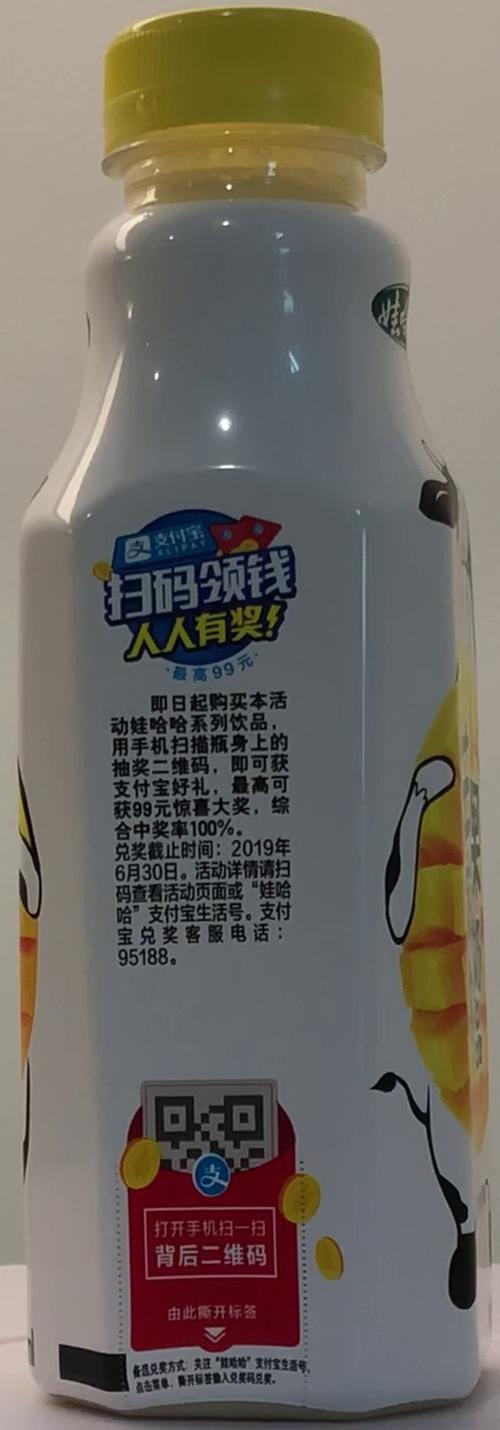 娃哈
支付宝
ALIPAY
扫码领钱
人人有奖!
·最高99元·
即日起购买本活
动娃哈哈系列饮品，
用手机扫描瓶身上的
抽奖二维码，即可获
支付宝好礼，最高可
获99元惊喜大奖，综
合中奖率100%。
兑奖截止时间：2019年
6月30日。活动详情请扫
码查看活动页面或“娃哈
哈”支付宝生活号。支付
宝兑奖客服电话：
95188。
支
打开手机扫一扫
背后二维码
由此撕开标签
备选兑奖方式：关注“娃哈哈”支付宝生活号，
点击菜单，撕开标签输入兑奖码兑奖。